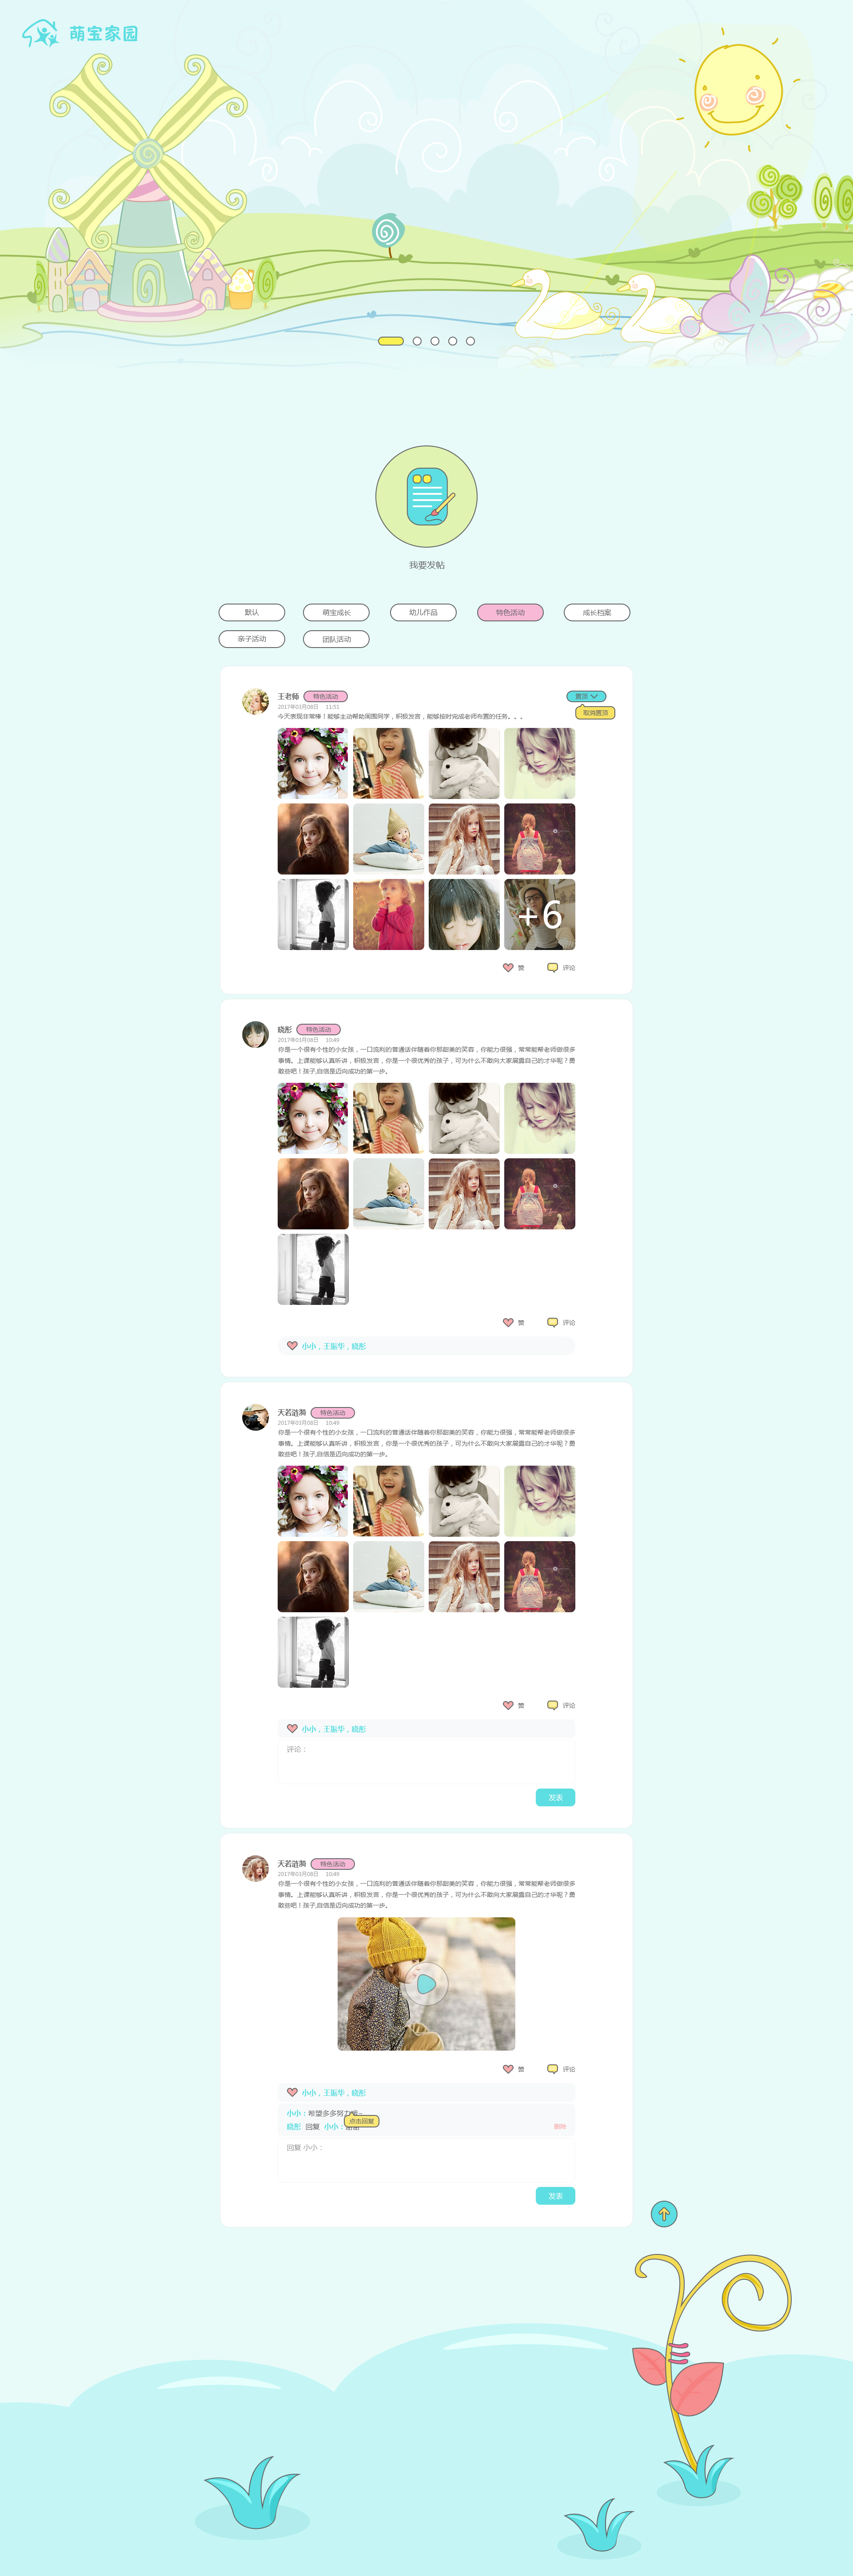 萌宝家园
我要发帖
默认
萌宝成长
幼儿作品
特色活动
成长档案
亲子活动
团队活动
王老师 特色活动
置顶
2017年01月08日 11:31
取消置顶
今天表现非常棒！能够主动帮助周围同学，积极发言，能够按时完成老师布置的任务。。。
+6
赞 评论
晓彤 特色活动
2017年01月08日 10:49
你是一个很有个性的小女孩，一口流利的普通话伴随着你那甜美的笑容，你能力很强，常常能帮老师做很多
事情。上课能够认真听讲，积极发言，你是一个很优秀的孩子，可为什么不敢向大家展露自己的才华呢？勇
敢些吧！孩子,自信是迈向成功的第一步。
赞 评论
小小，王振华，晓彤
天若涟漪 特色活动
2017年01月08日 10:49
你是一个很有个性的小女孩，一口流利的普通话伴随着你那甜美的笑容，你能力很强，常常能帮老师做很多
事情。上课能够认真听讲，积极发言，你是一个很优秀的孩子，可为什么不敢向大家展露自己的才华呢？勇
敢些吧！孩子,自信是迈向成功的第一步。
赞 评论
小小，王振华，晓彤
评论：
发表
天若涟漪 特色活动
2017年01月08日 10:49
你是一个很有个性的小女孩，一口流利的普通话伴随着你那甜美的笑容，你能力很强，常常能帮老师做很多
事情。上课能够认真听讲，积极发言，你是一个很优秀的孩子，可为什么不敢向大家展露自己的才华呢？勇
敢些吧！孩子,自信是迈向成功的第一步。
赞 评论
小小，王振华，晓彤
小小：希望多多努力
点击回复
晓彤 回复 小小：
删除
回复 小小：
发表